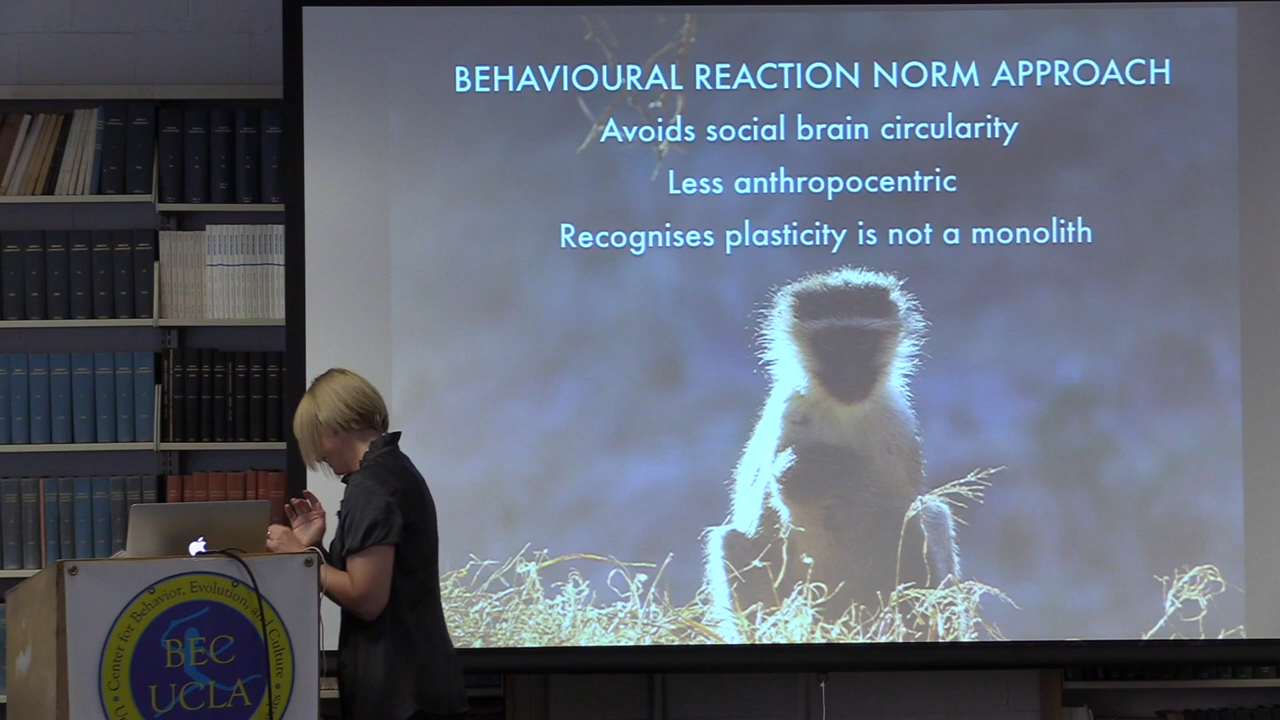 BEHAVIOURAL REACTION NORM APPROACH
Avoids social brain circularity
Less anthropocentric
Recognises plasticity is not a monolith
Center for Behavior, Evolution, and Culture
BEC
UCLA